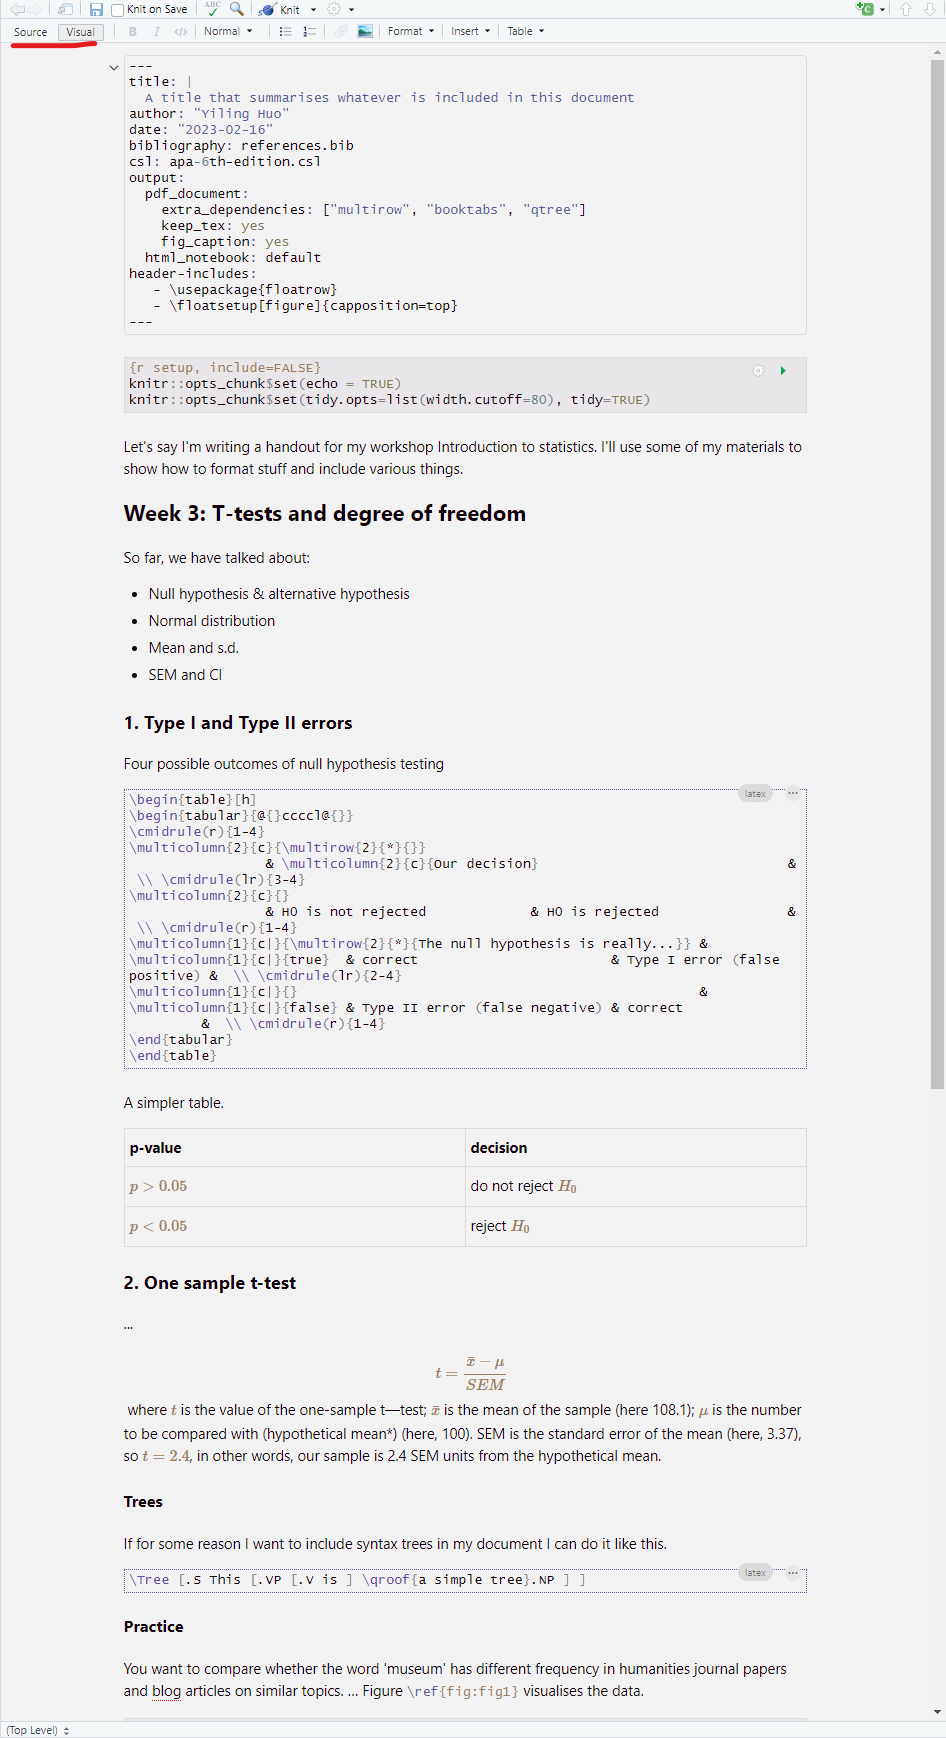 Knit on Save ABC Knit
Source Visual B I </> Normal Format Insert Table
---
title: |
A title that summarises whatever is included in this document
author: "Yiling Huo"
date: "2023-02-16"
bibliography: references.bib
csl: apa-6th-edition.csl
output:
pdf_document:
extra_dependencies: ["multirow", "booktabs", "qtree"]
keep_tex: yes
fig_caption: yes
html_notebook: default
header-includes:
- \usepackage{floatrow}
- \floatsetup[figure]{capposition=top}
---
{r setup, include=FALSE}
knitr::opts_chunk$set(echo = TRUE)
knitr::opts_chunk$set(tidy.opts=list(width.cutoff=80), tidy=TRUE)
Let's say I'm writing a handout for my workshop Introduction to statistics. I'll use some of my materials to
show how to format stuff and include various things.
Week 3: T-tests and degree of freedom
So far, we have talked about:
• Null hypothesis & alternative hypothesis
• Normal distribution
• Mean and s.d.
• SEM and CI
1. Type I and Type II errors
Four possible outcomes of null hypothesis testing
latex ...
\begin{table}[h]
\begin{tabular}{@{}ccccl@{}}
\cmidrule(r){1-4}
\multicolumn{2}{c}{\multirow{2}{*}{}}
& \multicolumn{2}{c}{Our decision} &
\\ \cmidrule(lr){3-4}
\multicolumn{2}{c}{}
& H0 is not rejected & H0 is rejected &
\\ \cmidrule(r){1-4}
\multicolumn{1}{c|}{\multirow{2}{*}{The null hypothesis is really...}} &
\multicolumn{1}{c|}{true} & correct & Type I error (false
positive) & \\ \cmidrule(lr){2-4}
\multicolumn{1}{c|}{} &
\multicolumn{1}{c|}{false} & Type II error (false negative) & correct
& \\ \cmidrule(r){1-4}
\end{tabular}
\end{table}
A simpler table.
p-value decision
p > 0.05 do not reject H₀
p < 0.05 reject H₀
2. One sample t-test
...
t = x̄ − μ
SEM
where t is the value of the one-sample t—test; x̄ is the mean of the sample (here 108.1); μ is the number
to be compared with (hypothetical mean*) (here, 100). SEM is the standard error of the mean (here, 3.37),
so t = 2.4, in other words, our sample is 2.4 SEM units from the hypothetical mean.
Trees
If for some reason I want to include syntax trees in my document I can do it like this.
latex ...
\Tree [.S This [.VP [.V is ] \qroof{a simple tree}.NP ] ]
Practice
You want to compare whether the word 'museum' has different frequency in humanities journal papers
and blog articles on similar topics. ... Figure \ref{fig:fig1} visualises the data.
(Top Level)